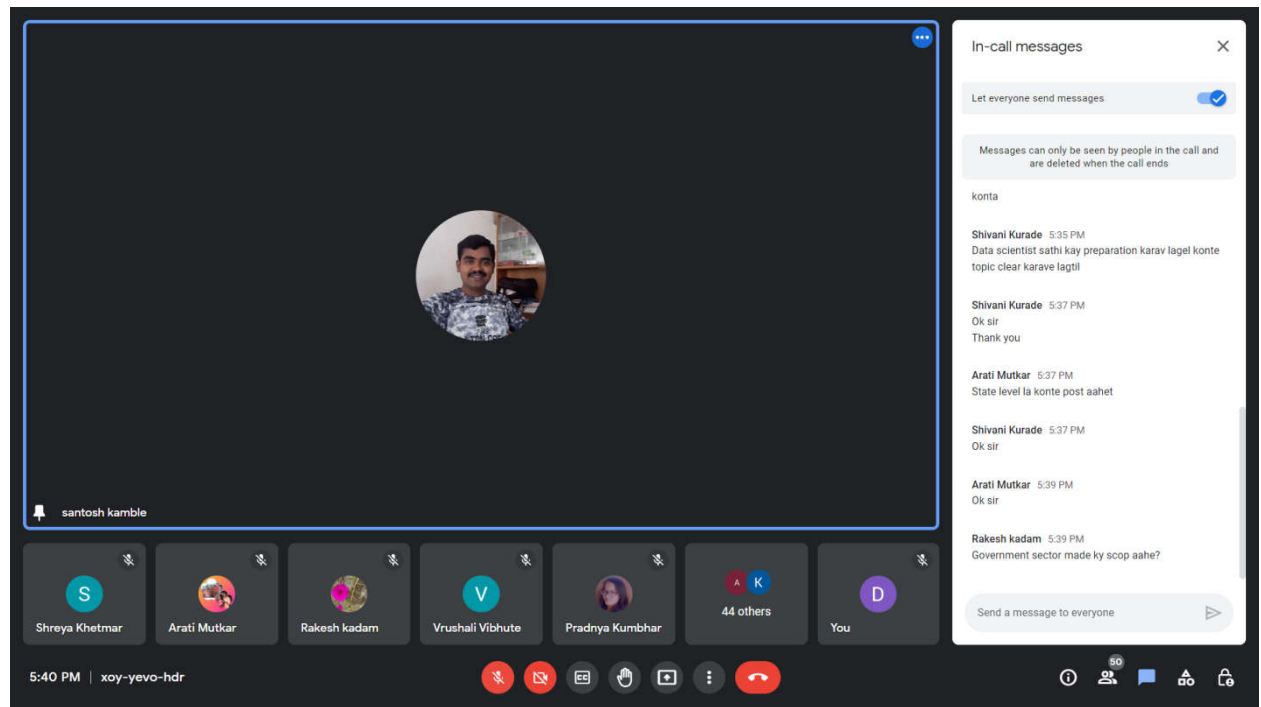 In-call messages
Let everyone send messages
Messages can only be seen by people in the call and
are deleted when the call ends
konta
Shivani Kurade 5:35 PM
Data scientist sathi kay preparation karav lagel konte
topic clear karave lagtil
Shivani Kurade 5:37 PM
Ok sir
Thank you
Arati Mutkar 5:37 PM
State level la konte post aahet
Shivani Kurade 5:37 PM
Ok sir
Arati Mutkar 5:39 PM
Ok sir
Rakesh kadam 5:39 PM
Government sector made ky scop aahe?
Send a message to everyone
santosh kamble
S
Shreya Khetmar
Arati Mutkar
Rakesh kadam
V
Vrushali Vibhute
Pradnya Kumbhar
A K
44 others
D
You
5:40 PM | xoy-yevo-hdr
CC
50